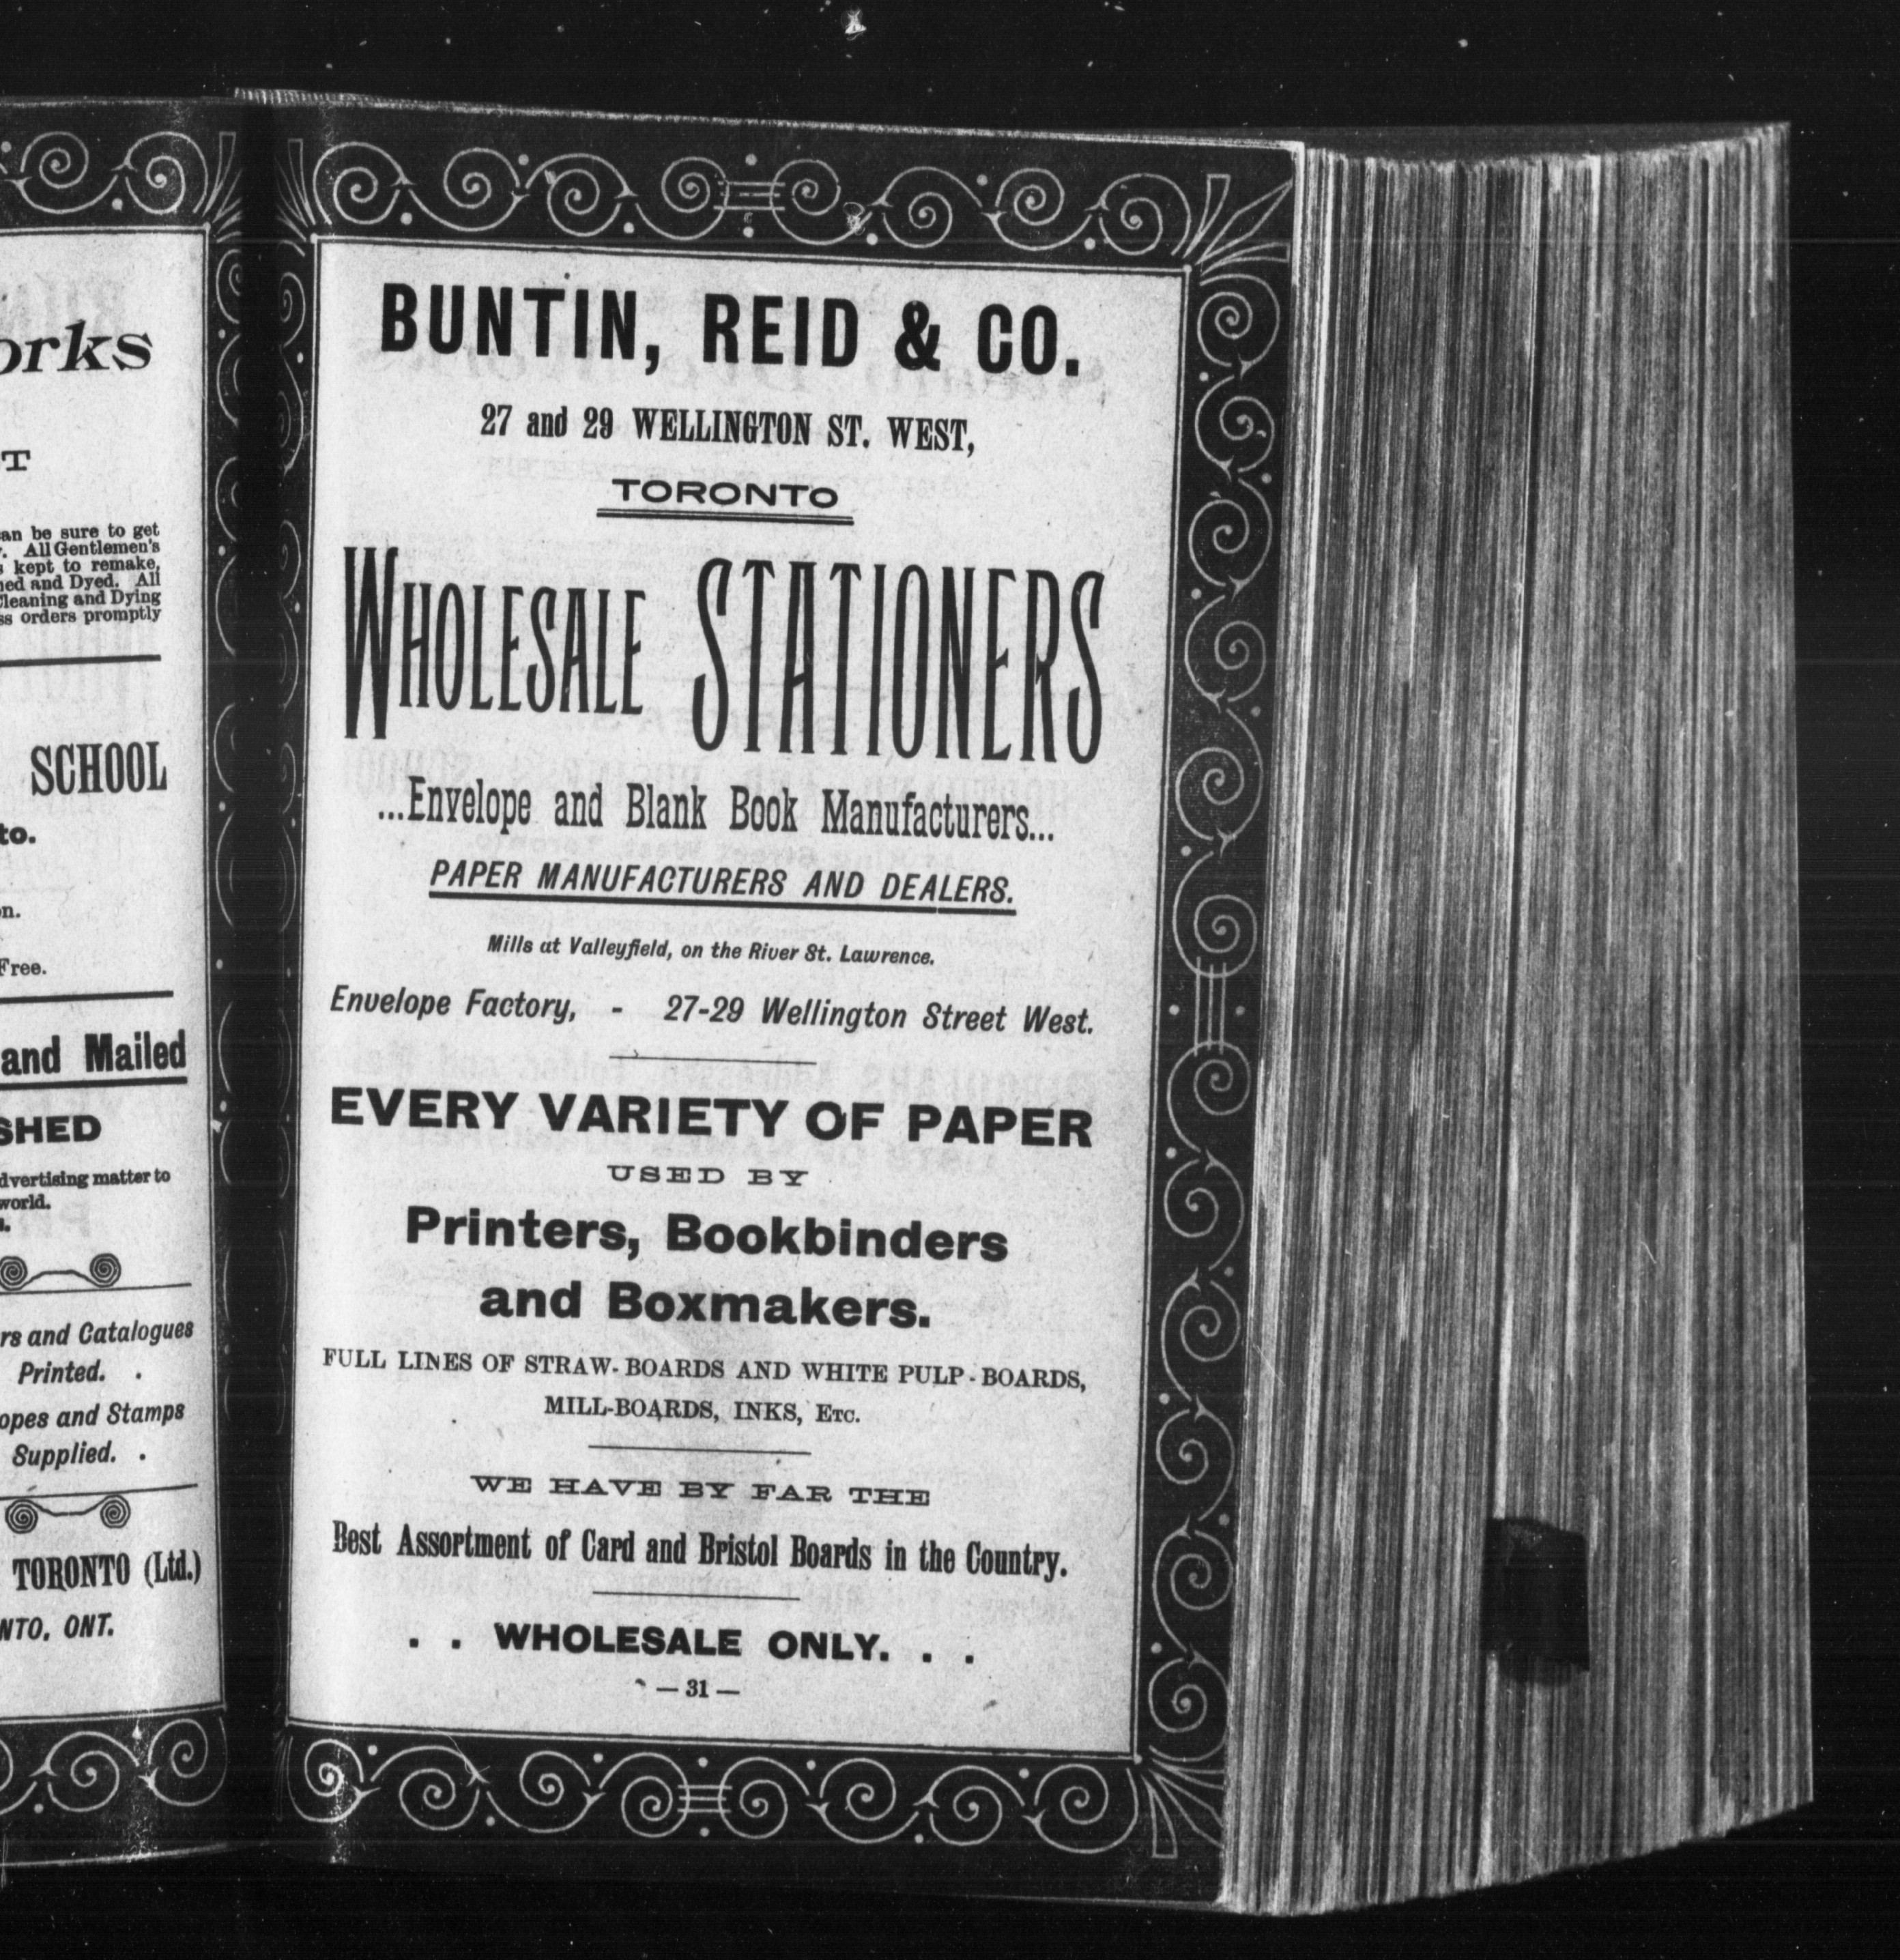 orks
T
an be sure to get
. All Gentlemen's
kept to remake,
ned and Dyed. All
Cleaning and Dying
ss orders promptly
SCHOOL
to.
on.
Free.
and Mailed
SHED
dvertising matter to
world.
rs and Catalogues
Printed. .
opes and Stamps
Supplied. .
TORONTO (Ltd.)
NTO, ONT.
BUNTIN, REID & CO.
27 and 29 WELLINGTON ST. WEST,
TORONTO
WHOLESALE STATIONERS
...Envelope and Blank Book Manufacturers...
PAPER MANUFACTURERS AND DEALERS.
Mills at Valleyfield, on the River St. Lawrence.
Envelope Factory, - 27-29 Wellington Street West.
EVERY VARIETY OF PAPER
USED BY
Printers, Bookbinders
and Boxmakers.
FULL LINES OF STRAW-BOARDS AND WHITE PULP-BOARDS,
MILL-BOARDS, INKS, ETC.
WE HAVE BY FAR THE
Best Assortment of Card and Bristol Boards in the Country.
. . WHOLESALE ONLY. . .
— 31 —